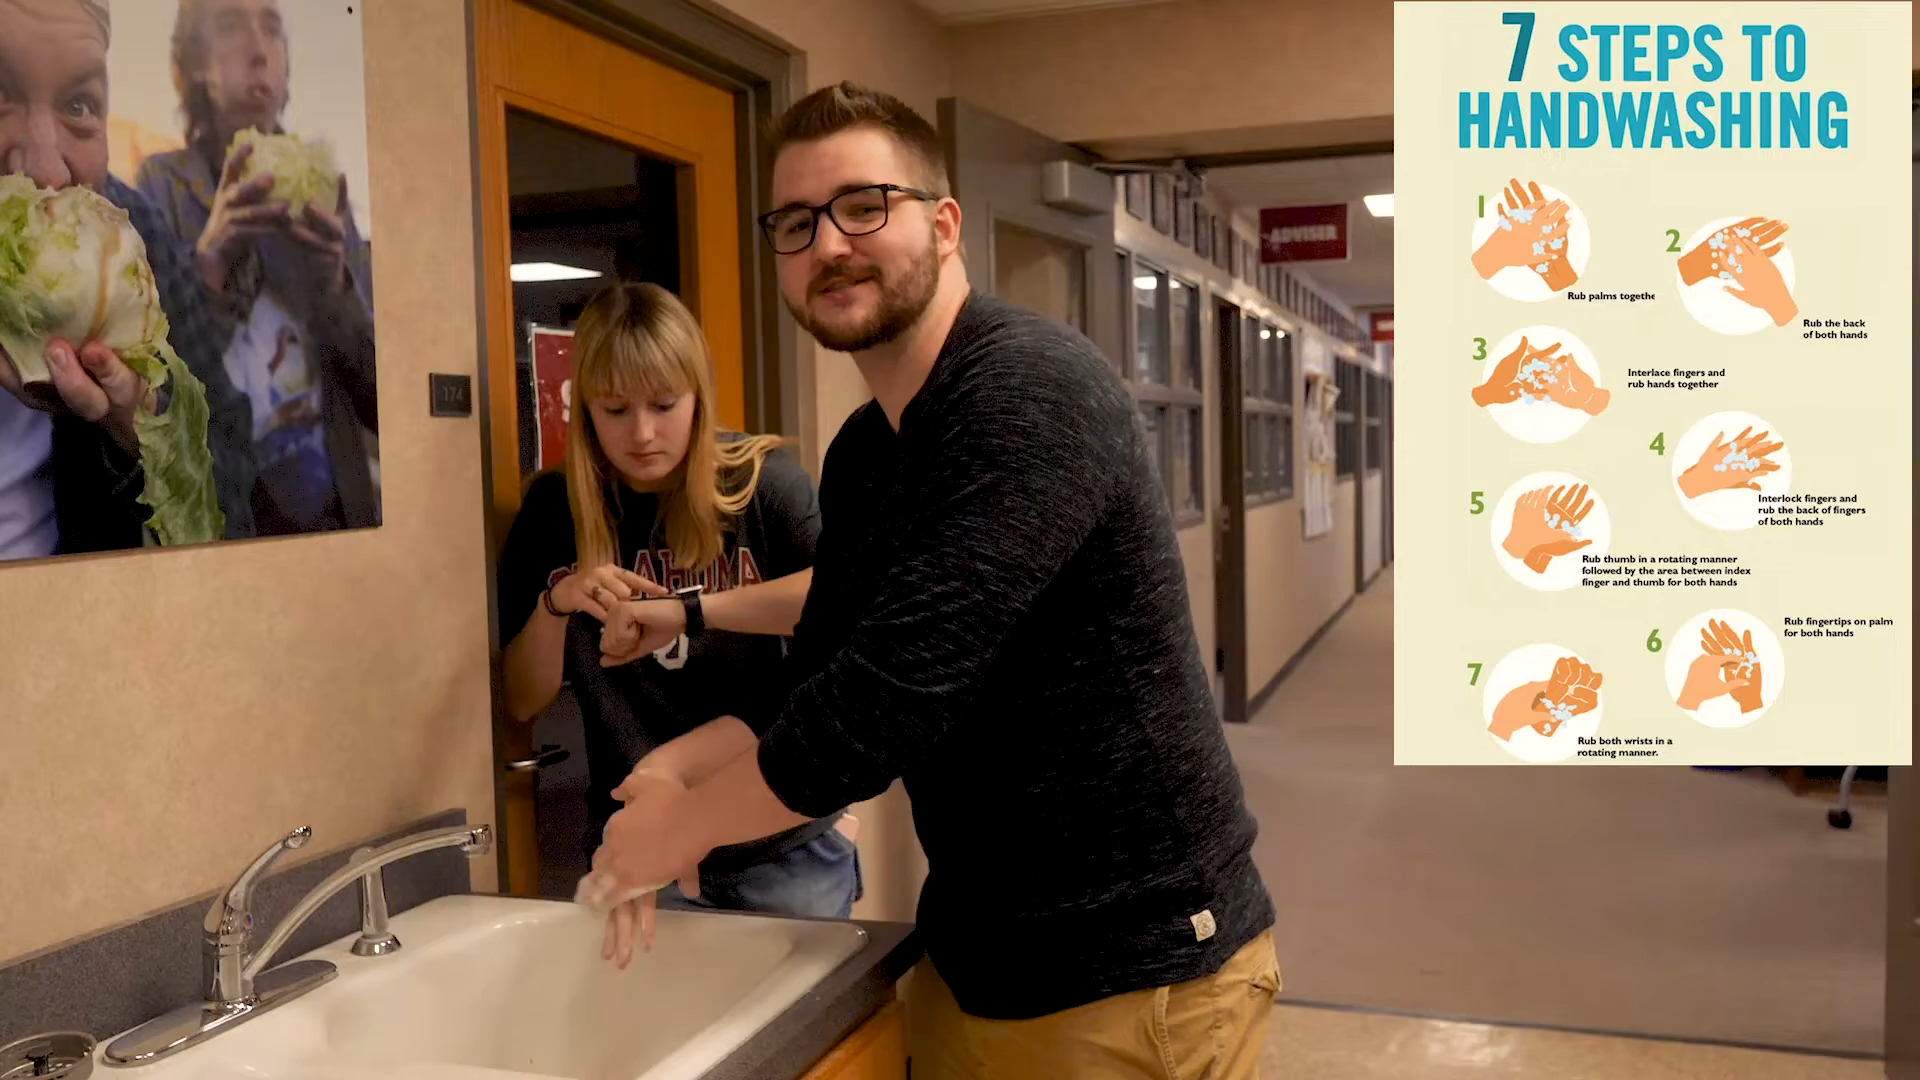 174
ADVISER
7 STEPS TO
HANDWASHING
1
Rub palms togethe
2
Rub the back
of both hands
3
Interlace fingers and
rub hands together
4
Interlock fingers and
rub the back of fingers
of both hands
5
Rub thumb in a rotating manner
followed by the area between index
finger and thumb for both hands
6
Rub fingertips on palm
for both hands
7
Rub both wrists in a
rotating manner.